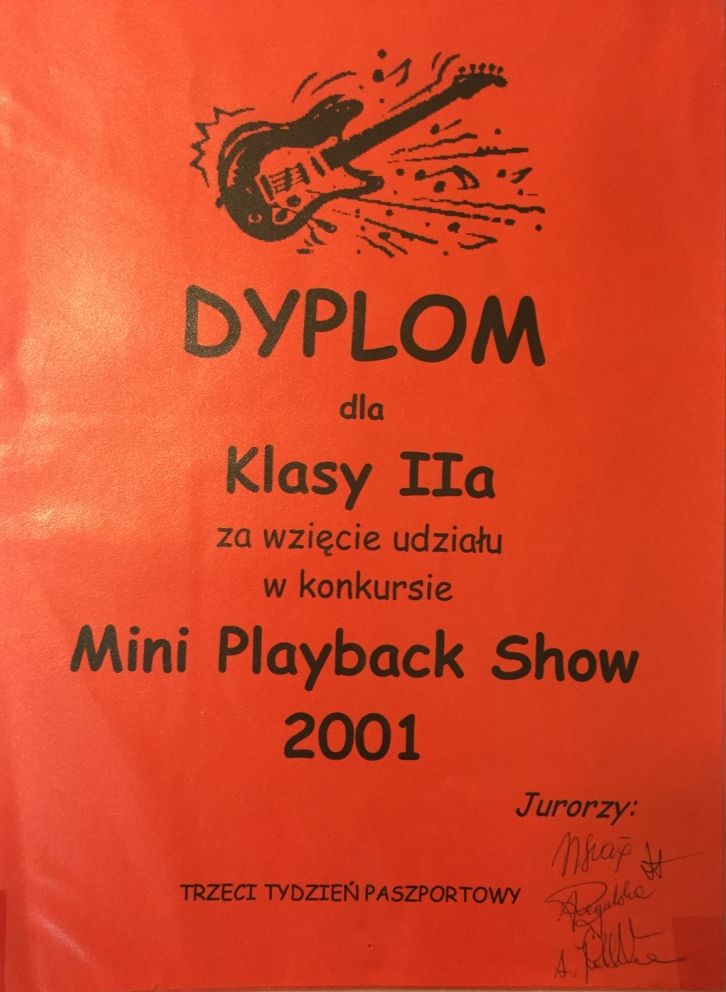 DYPLOM
dla
Klasy IIa
za wzięcie udziału
w konkursie
Mini Playback Show
2001
Jurorzy:
TRZECI TYDZIEŃ PASZPORTOWY